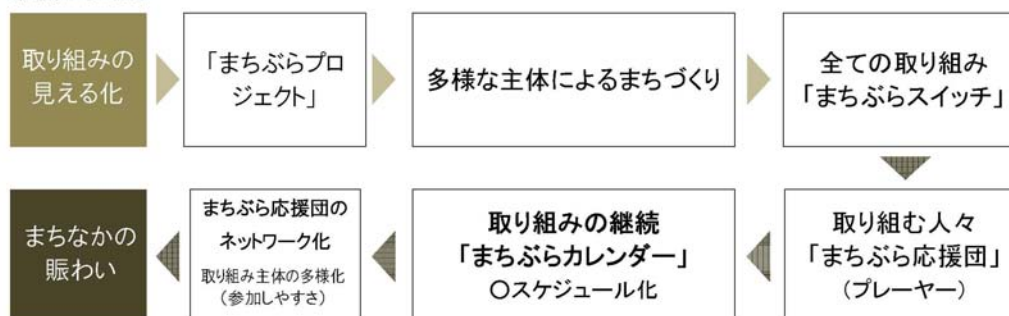 取り組みの
見える化
「まちぶらプロ
ジェクト」
多様な主体によるまちづくり
全ての取り組み
「まちぶらスイッチ」
取り組む人々
「まちぶら応援団」
（プレーヤー）
取り組みの継続
「まちぶらカレンダー」
○スケジュール化
まちぶら応援団の
ネットワーク化
取り組み主体の多様化
（参加しやすさ）
まちなかの
賑わい